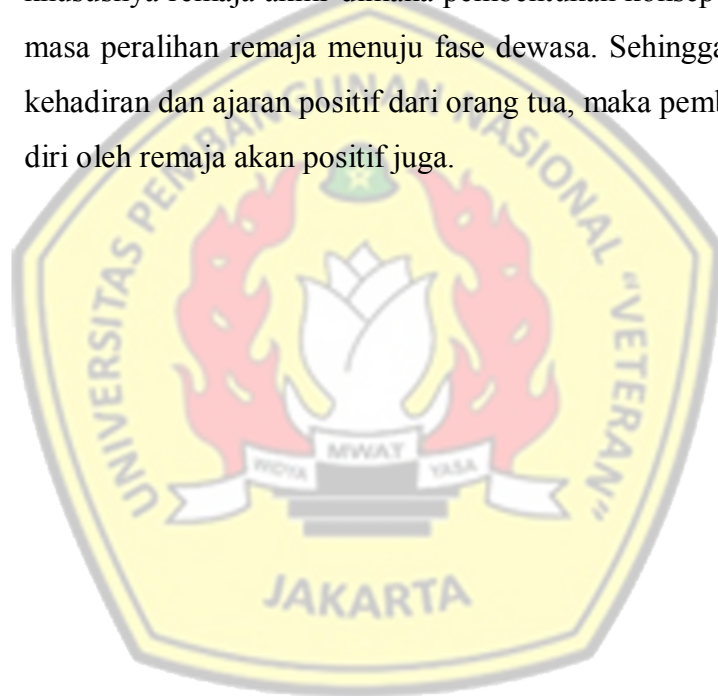 masa peralihan remaja menuju fase dewasa. Sehingga
kehadiran dan ajaran positif dari orang tua, maka
diri oleh remaja akan positif juga.
UNIVERSITAS PEMBANGUNAN NASIONAL "VETERAN"
WIDYA MWAT YASA
JAKARTA